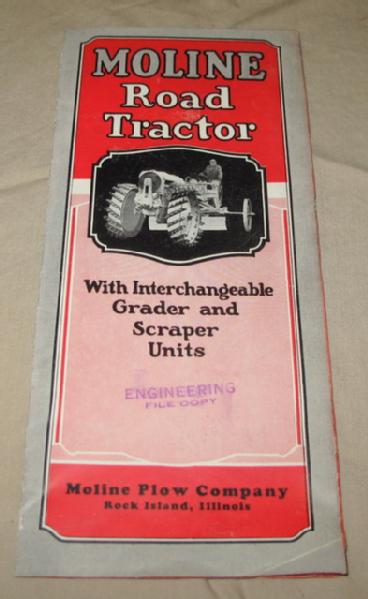 MOLINE
Road
Tractor
With Interchangeable
Grader and
Scraper
Units
ENGINEERING
FILE COPY
Moline Plow Company
Rock Island, Illinois